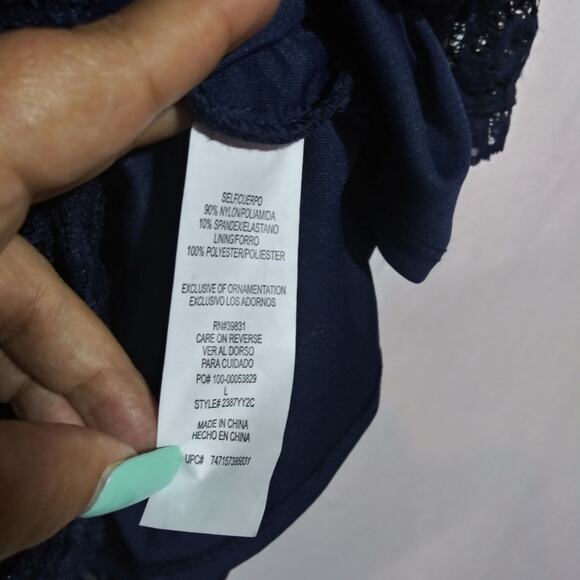 SELF/CUERPO
90% NYLON/POLIAMIDA
10% SPANDEX/ELASTANO
LINING/FORRO
100% POLYESTER/POLIESTER
EXCLUSIVE OF ORNAMENTATION
EXCLUSIVO LOS ADORNOS
RN#39831
CARE ON REVERSE
VER AL DORSO
PARA CUIDADO
PO# 100-00053829
L
STYLE# 2387YY2C
MADE IN CHINA
HECHO EN CHINA
UPC#